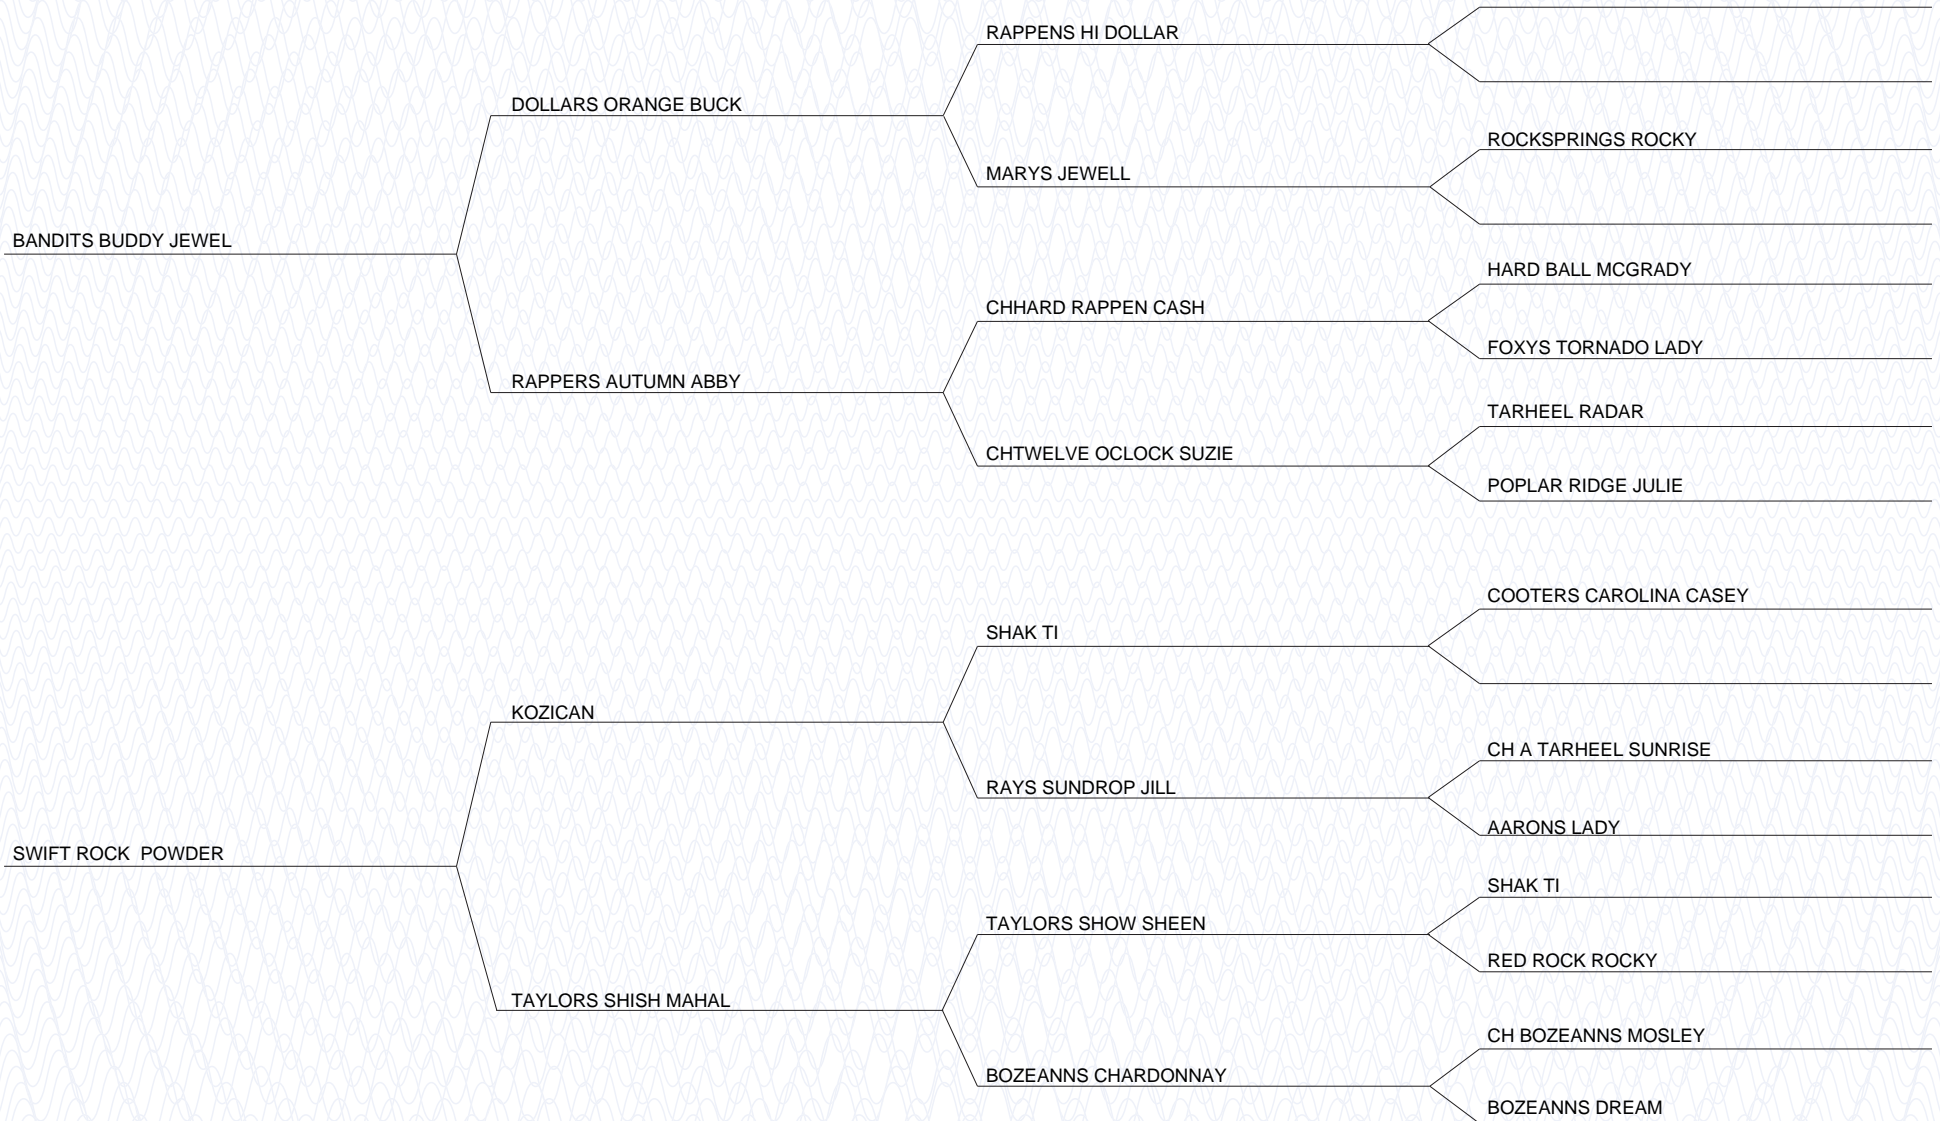 RAPPENS HI DOLLAR
DOLLARS ORANGE BUCK
ROCKSPRINGS ROCKY
MARYS JEWELL
BANDITS BUDDY JEWEL
HARD BALL MCGRADY
CHHARD RAPPEN CASH
FOXYS TORNADO LADY
RAPPERS AUTUMN ABBY
TARHEEL RADAR
CHTWELVE OCLOCK SUZIE
POPLAR RIDGE JULIE
COOTERS CAROLINA CASEY
SHAK TI
KOZICAN
CH A TARHEEL SUNRISE
RAYS SUNDROP JILL
AARONS LADY
SWIFT ROCK  POWDER
SHAK TI
TAYLORS SHOW SHEEN
RED ROCK ROCKY
TAYLORS SHISH MAHAL
CH BOZEANNS MOSLEY
BOZEANNS CHARDONNAY
BOZEANNS DREAM